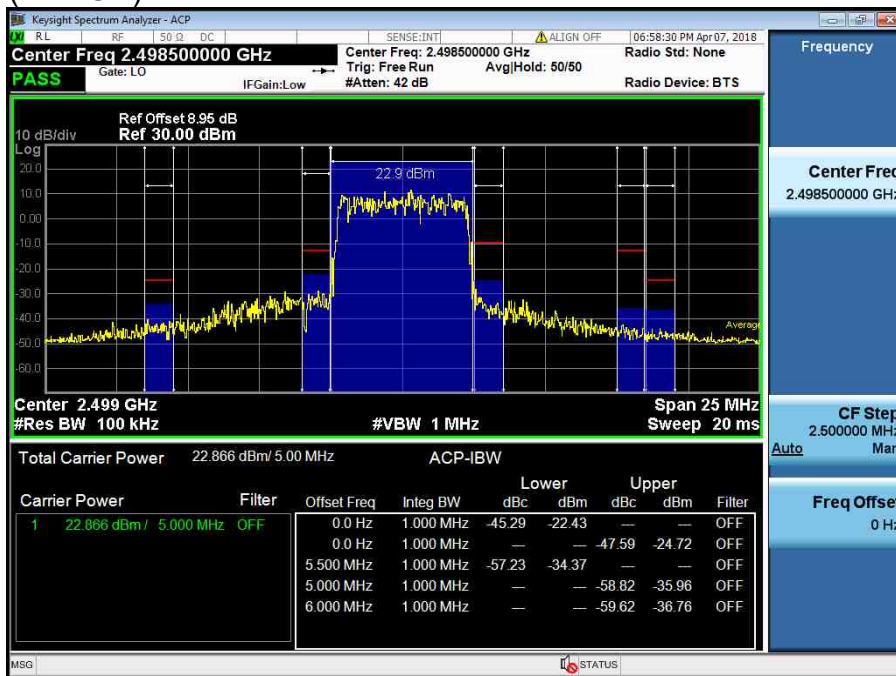 Keysight Spectrum Analyzer - ACP
RL RF 50 Ω DC SENSE:INT ALIGN OFF 06:58:30 PM Apr 07, 2018
Center Freq 2.498500000 GHz
Center Freq: 2.498500000 GHz Radio Std: None
Trig: Free Run Avg|Hold: 50/50
PASS Gate: LO IFGain:Low #Atten: 42 dB Radio Device: BTS
Ref Offset 8.95 dB
10 dB/div Ref 30.00 dBm
Log
20.0
10.0
0.00
-10.0
-20.0
-30.0
-40.0
-50.0
-60.0
22.9 dBm
Average
Center 2.499 GHz Span 25 MHz
#Res BW 100 kHz #VBW 1 MHz Sweep 20 ms
Total Carrier Power 22.866 dBm/ 5.00 MHz ACP-IBW
Lower Upper
Carrier Power Filter Offset Freq Integ BW dBc dBm dBc dBm Filter
1 22.866 dBm / 5.000 MHz OFF 0.0 Hz 1.000 MHz -45.29 -22.43 --- --- OFF
0.0 Hz 1.000 MHz --- --- -47.59 -24.72 OFF
5.500 MHz 1.000 MHz -57.23 -34.37 --- --- OFF
5.000 MHz 1.000 MHz --- --- -58.82 -35.96 OFF
6.000 MHz 1.000 MHz --- --- -59.62 -36.76 OFF
MSG STATUS
Frequency
Center Freq
2.498500000 GHz
CF Step
2.500000 MHz
Auto Man
Freq Offset
0 Hz